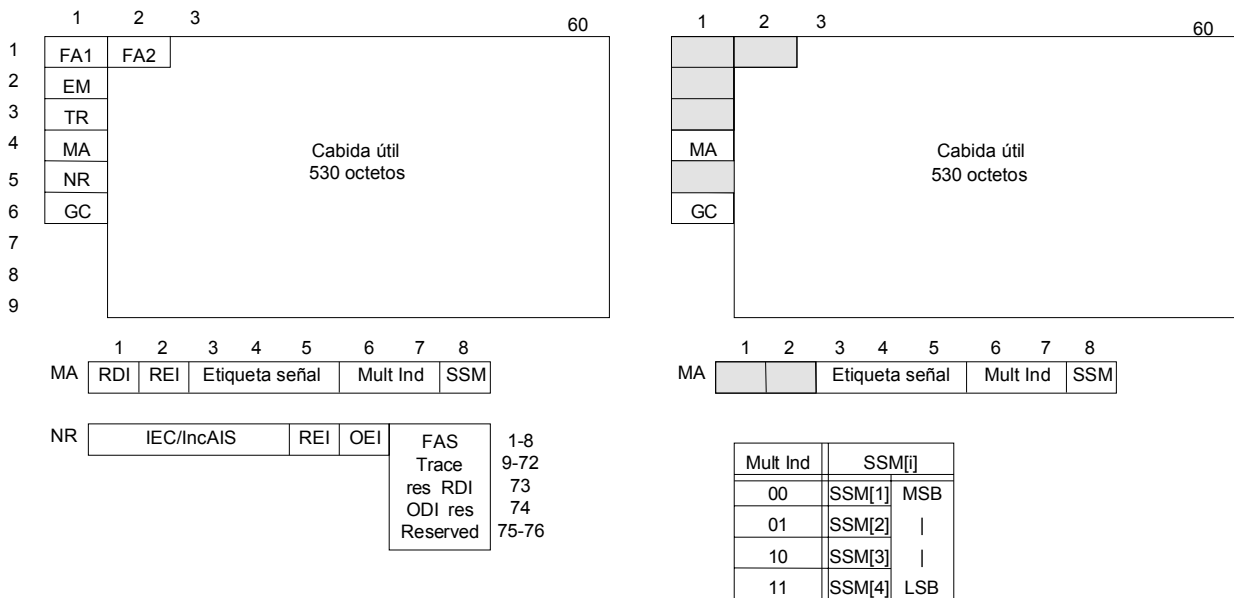 1 2 3 60
1 FA1 FA2
2 EM
3 TR
4 MA
5 NR
6 GC
7
8
9
Cabida útil
530 octetos
1 2 3 4 5 6 7 8
MA RDI REI Etiqueta señal Mult Ind SSM
NR IEC/IncAIS REI OEI
FAS 1-8
Trace 9-72
res RDI 73
ODI res 74
Reserved 75-76
1 2 3 60
MA
GC
Cabida útil
530 octetos
1 2 3 4 5 6 7 8
MA Etiqueta señal Mult Ind SSM
Mult Ind SSM[i]
00 SSM[1] MSB
01 SSM[2] |
10 SSM[3] |
11 SSM[4] LSB